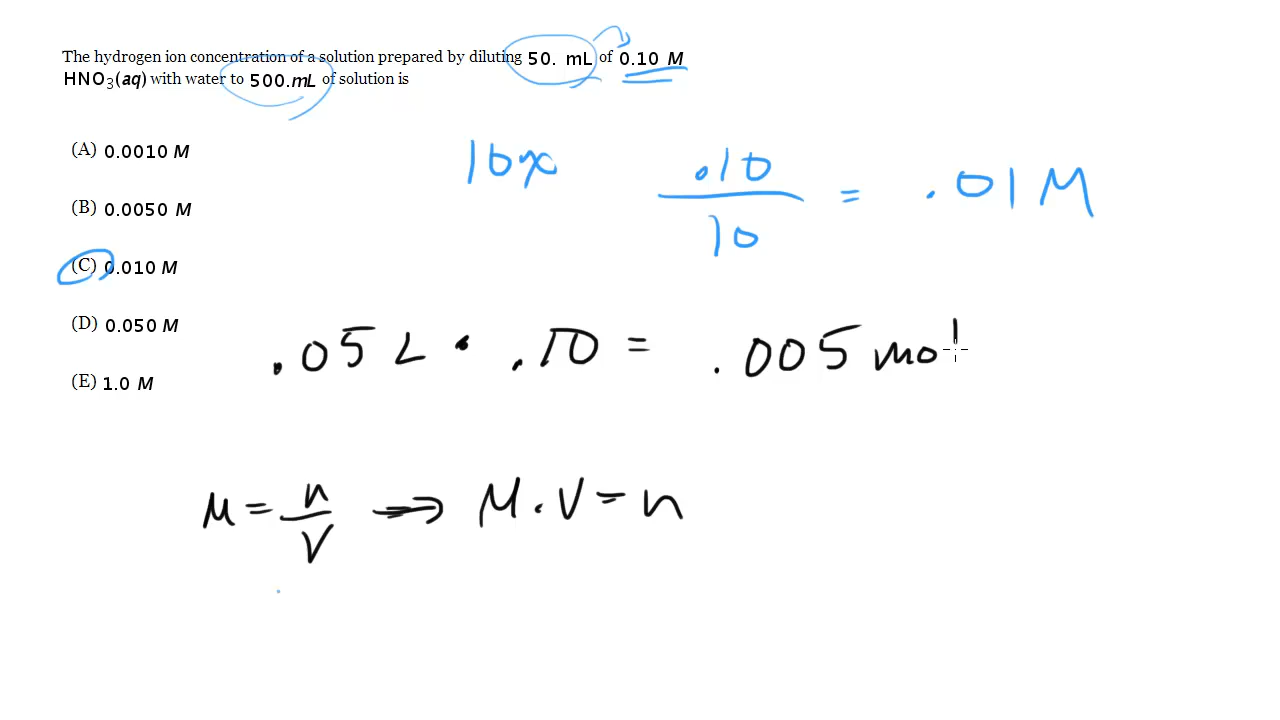 The hydrogen ion concentration of a solution prepared by diluting 50. mL of 0.10 M
HNO₃(aq) with water to 500.mL of solution is
(A) 0.0010 M
10x
.10
10
= .01 M
(B) 0.0050 M
(C) 0.010 M
(D) 0.050 M
.05 L · .10 = .005 mol
(E) 1.0 M
M = n/V ⇒ M · V = n